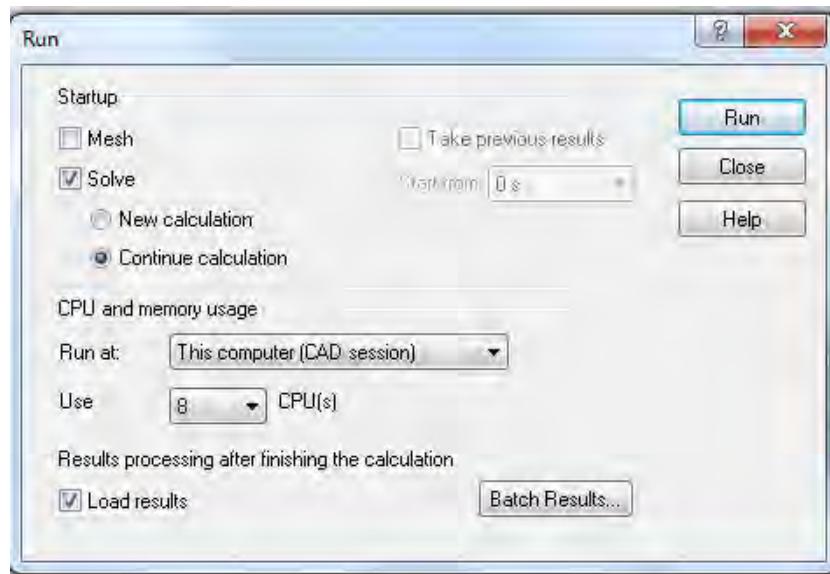 Run
Startup
Run
Mesh
Take previous results
Close
Solve
Start from: 0 s
New calculation
Help
Continue calculation
CPU and memory usage
Run at: This computer (CAD session)
Use 8 CPU(s)
Results processing after finishing the calculation
Load results
Batch Results...